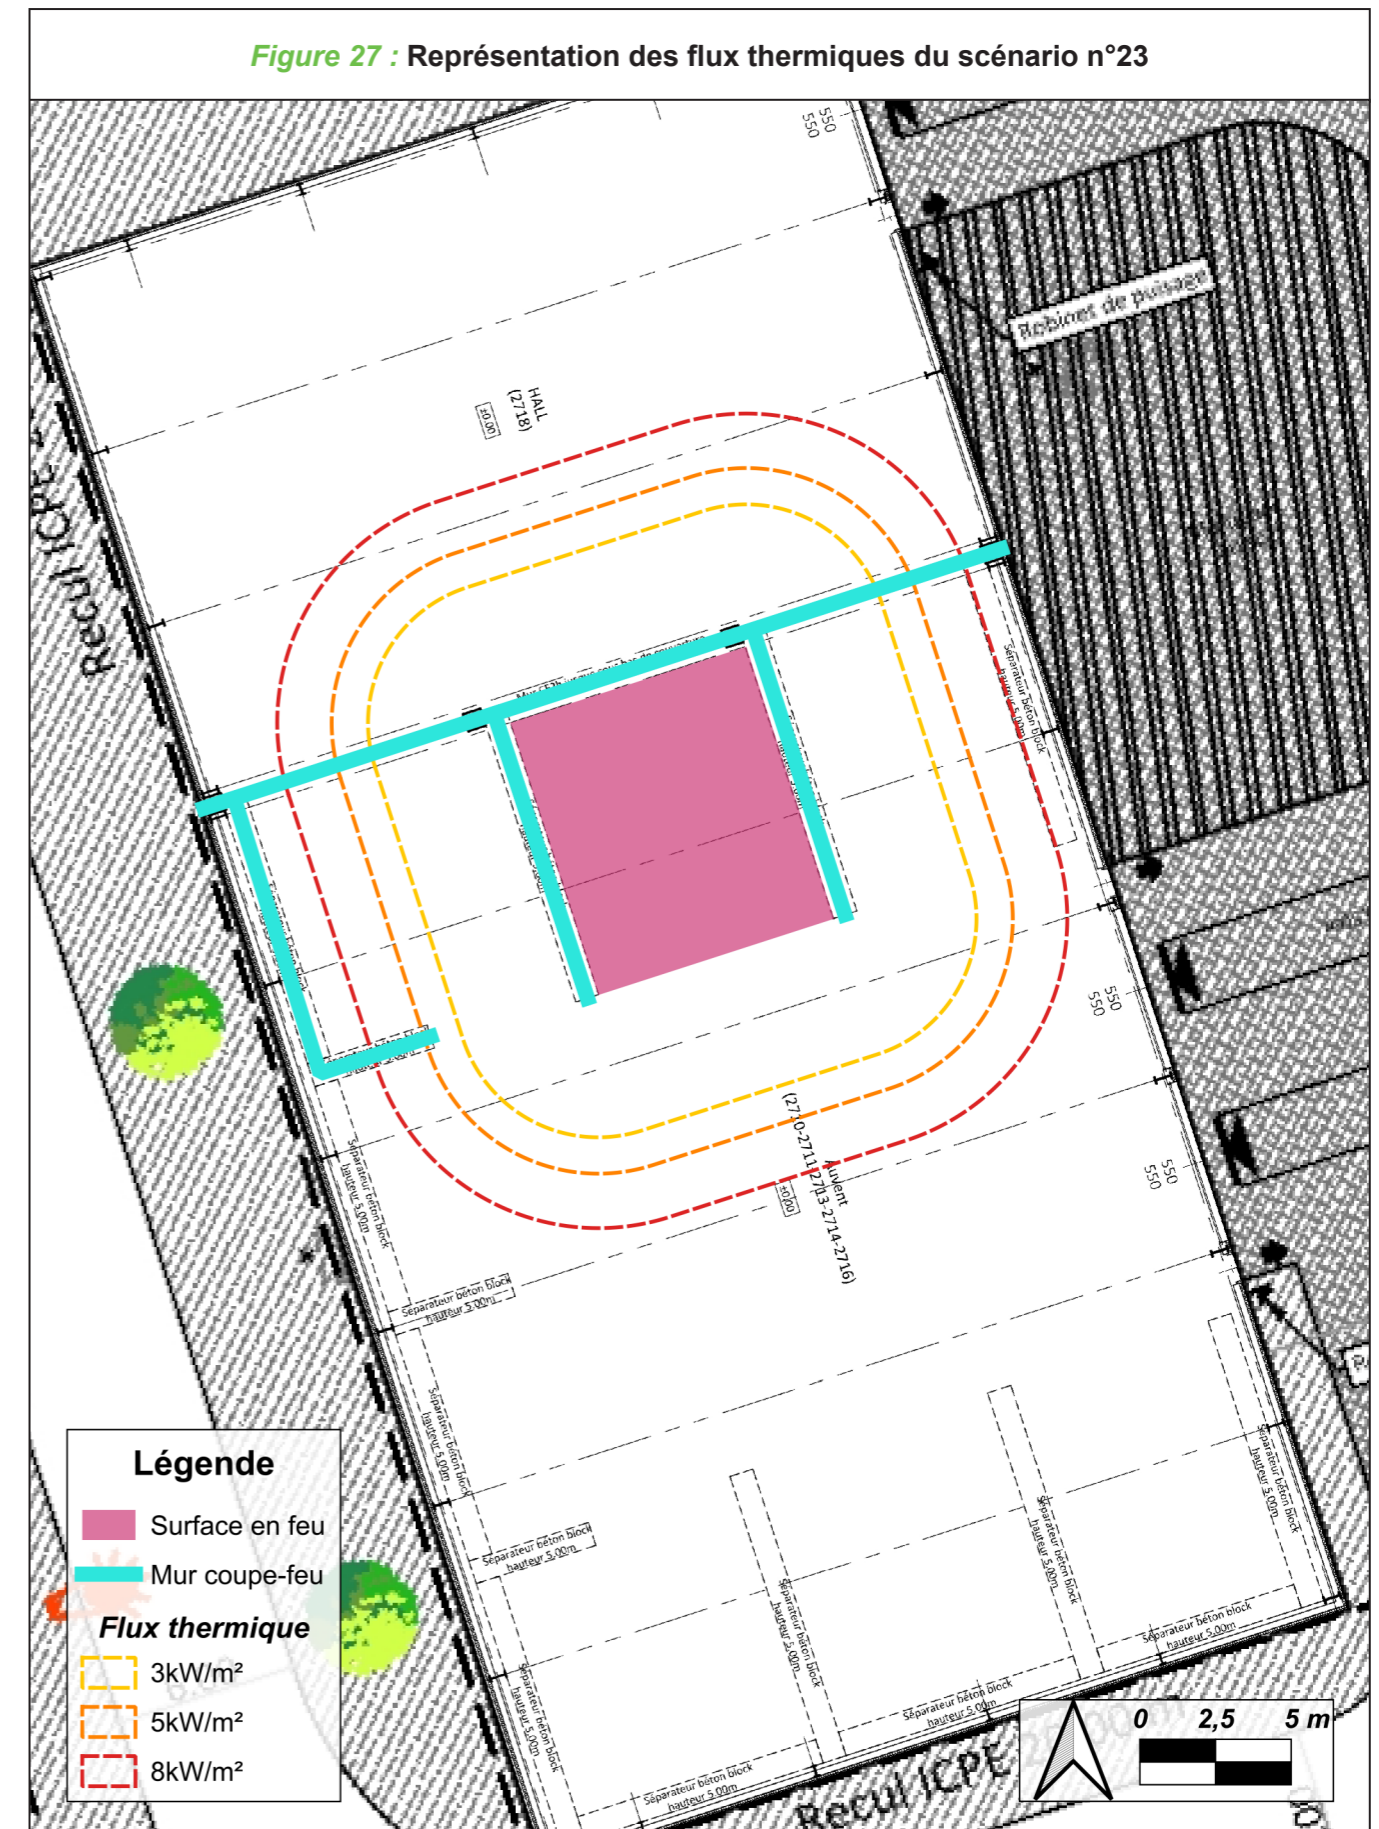 Figure 27 : Représentation des flux thermiques du scénario n°23
550
550
Robinet de puisage
HALL
(2718)
±0.00
Recul ICPE
Séparateur béton block
hauteur 5.00m
550
550
Séparateur béton block
hauteur 5.00m
Auvent
(2710-2711-2713-2714-2716)
±0.00
550
550
Séparateur béton block
hauteur 5.00m
Séparateur béton block
hauteur 5.00m
Séparateur béton block
hauteur 5.00m
Séparateur béton block
hauteur 5.00m
Séparateur béton block
hauteur 5.00m
Séparateur béton block
hauteur 5.00m
Séparateur béton block
hauteur 5.00m
Séparateur béton block
hauteur 5.00m
Séparateur béton block
hauteur 5.00m
Séparateur béton block
hauteur 5.00m
Recul ICPE
Légende
Surface en feu
Mur coupe-feu
Flux thermique
3kW/m²
5kW/m²
8kW/m²
0 2,5 5 m